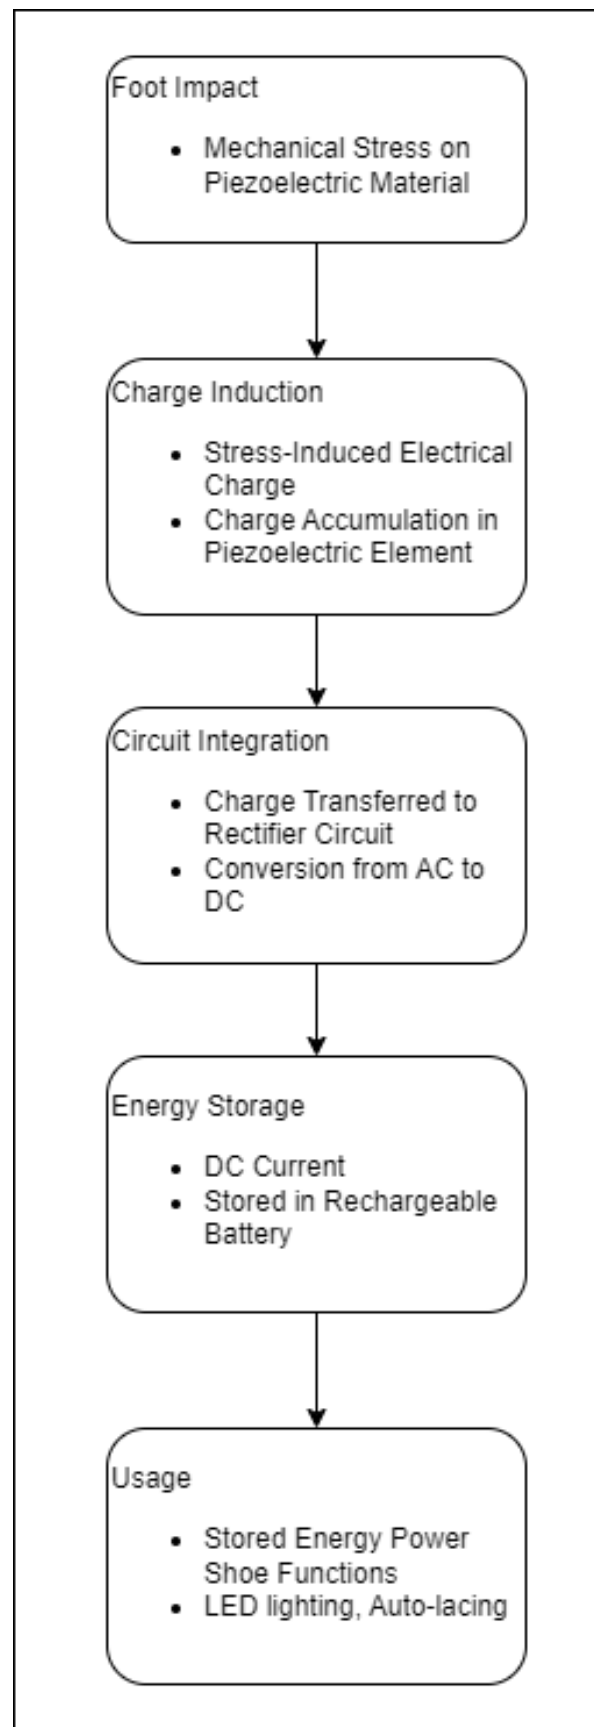 Foot Impact
• Mechanical Stress on
Piezoelectric Material
Charge Induction
• Stress-Induced Electrical
Charge
• Charge Accumulation in
Piezoelectric Element
Circuit Integration
• Charge Transferred to
Rectifier Circuit
• Conversion from AC to
DC
Energy Storage
• DC Current
• Stored in Rechargeable
Battery
Usage
• Stored Energy Power
Shoe Functions
• LED lighting, Auto-lacing